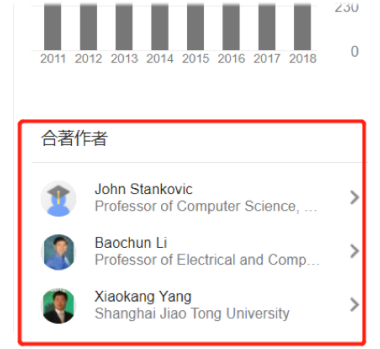 230
0
2011 2012 2013 2014 2015 2016 2017 2018
合著作者
John Stankovic
Professor of Computer Science, ...
Baochun Li
Professor of Electrical and Comp...
Xiaokang Yang
Shanghai Jiao Tong University